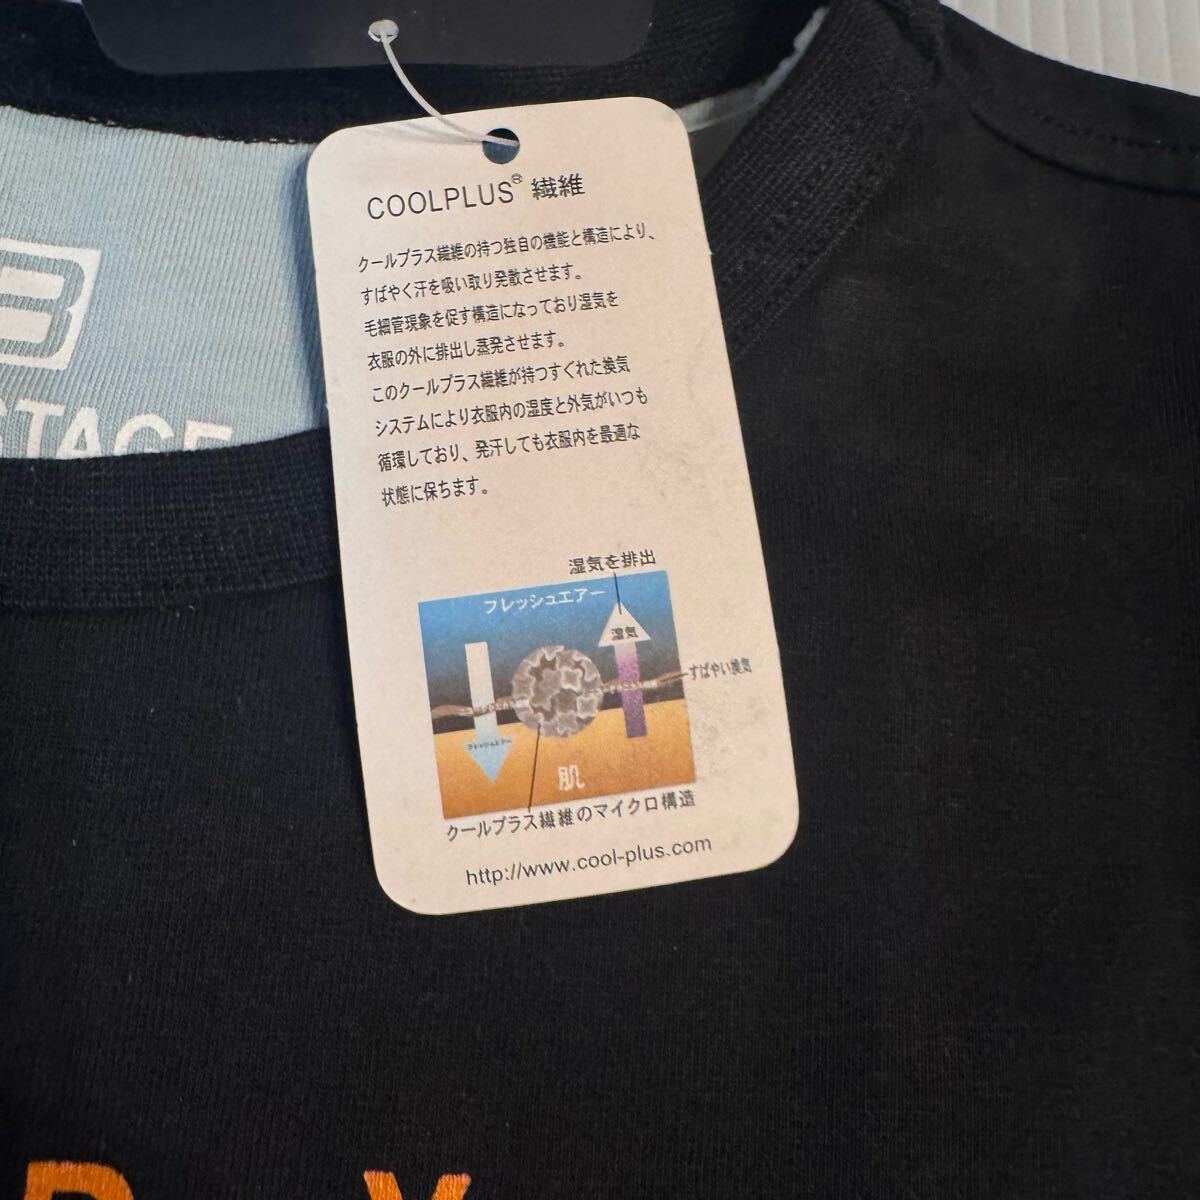 COOLPLUS® 繊維
クールプラス繊維の持つ独自の機能と構造により、
すばやく汗を吸い取り発散させます。
毛細管現象を促す構造になっており湿気を
衣服の外に排出し蒸発させます。
このクールプラス繊維が持つすぐれた換気
システムにより衣服内の湿度と外気がいつも
循環しており、発汗しても衣服内を最適な
状態に保ちます。
湿気を排出
フレッシュエアー
湿気
すばやい換気
フレッシュエアー
肌
クールプラス繊維のマイクロ構造
http://www.cool-plus.com
B
STAGE